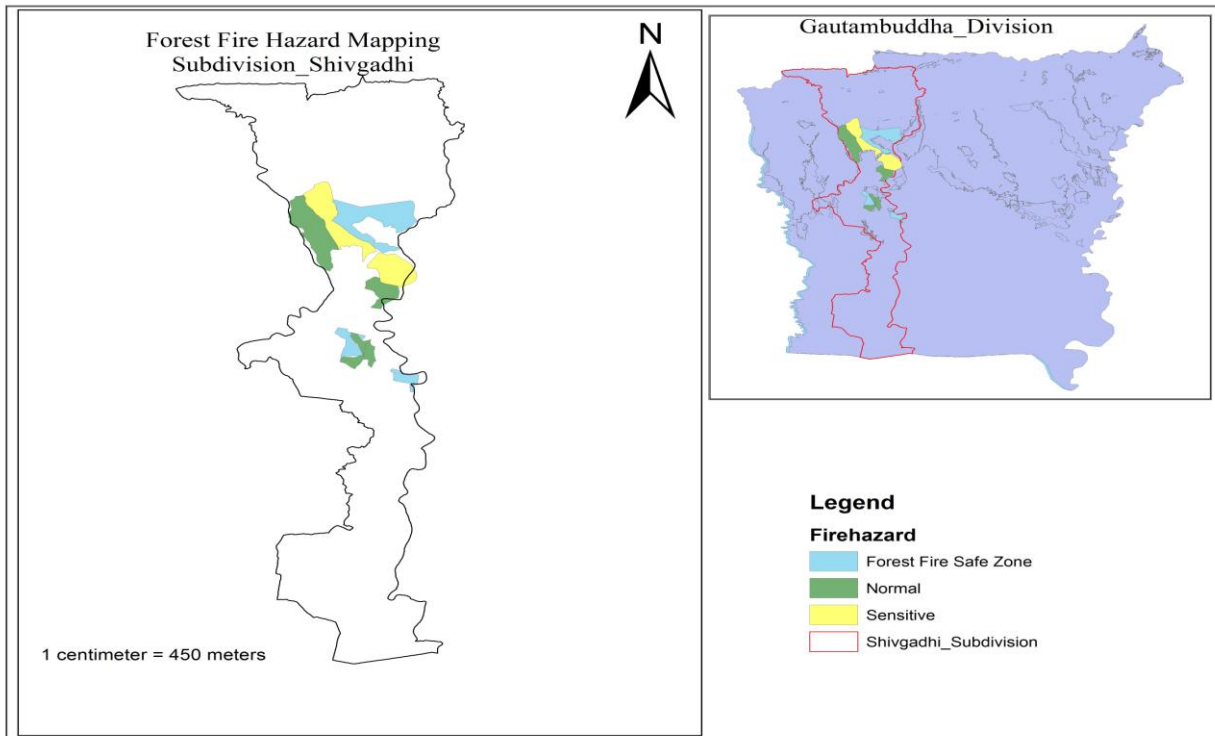 Forest Fire Hazard Mapping
Subdivision_Shivgadhi
N
1 centimeter = 450 meters
Gautambuddha_Division
Legend
Firehazard
Forest Fire Safe Zone
Normal
Sensitive
Shivgadhi_Subdivision